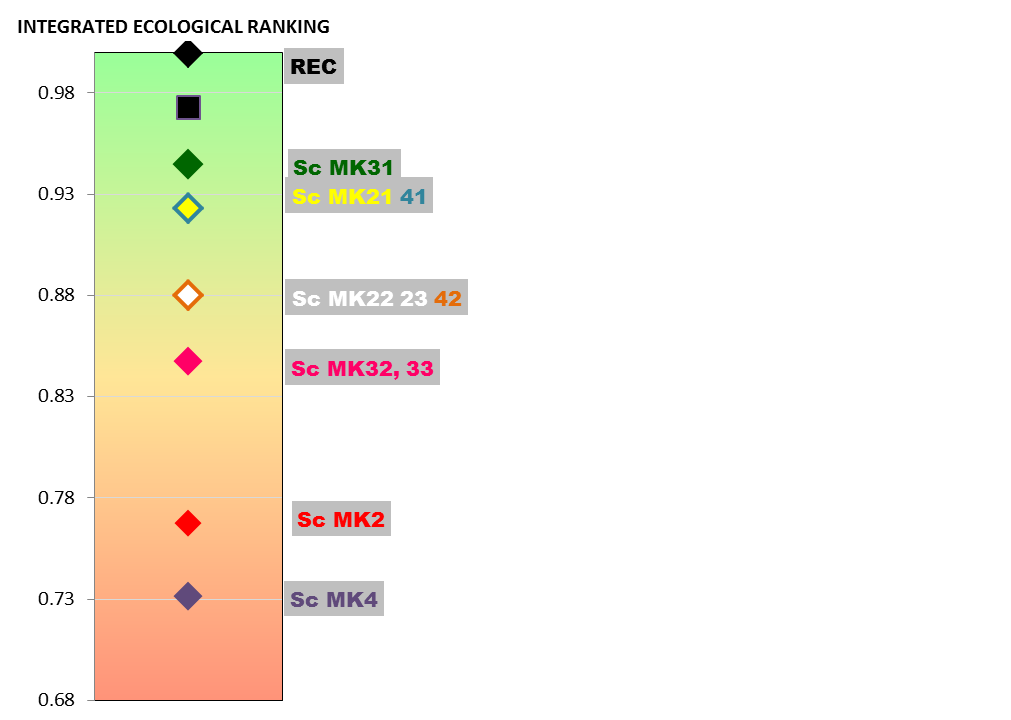 INTEGRATED ECOLOGICAL RANKING
REC
0.98
Sc MK31
0.93
Sc MK21 41
0.88
Sc MK22 23 42
Sc MK32, 33
0.83
0.78
Sc MK2
0.73
Sc MK4
0.68